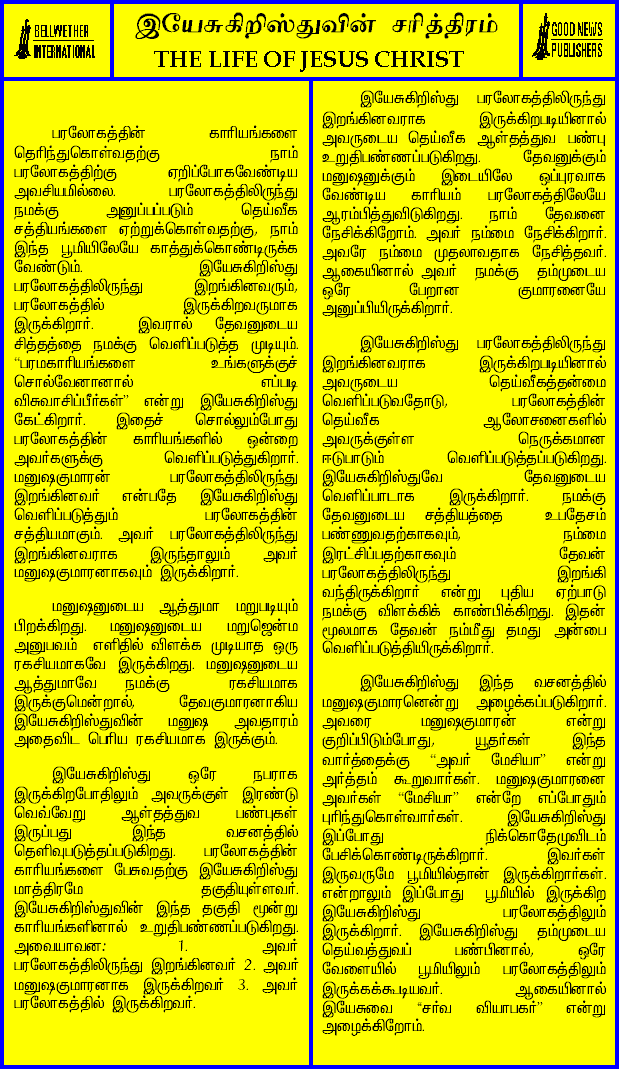 BELLWETHER
INTERNATIONAL
இயேசுகிறிஸ்துவின் சரித்திரம்
THE LIFE OF JESUS CHRIST
GOOD NEWS
PUBLISHERS
பரலோகத்தின் காரியங்களை
தெரிந்துகொள்வதற்கு நாம்
பரலோகத்திற்கு ஏறிப்போகவேண்டிய
அவசியமில்லை. பரலோகத்திலிருந்து
நமக்கு அனுப்பப்படும் தெய்வீக
சத்தியங்களை ஏற்றுக்கொள்வதற்கு, நாம்
இந்த பூமியிலேயே காத்துக்கொண்டிருக்க
வேண்டும். இயேசுகிறிஸ்து
பரலோகத்திலிருந்து இறங்கினவரும்,
பரலோகத்தில் இருக்கிறவருமாக
இருக்கிறார். இவரால் தேவனுடைய
சித்தத்தை நமக்கு வெளிப்படுத்த முடியும்.
“பரமகாரியங்களை உங்களுக்குச்
சொல்வேனானால் எப்படி
விசுவாசிப்பீர்கள்” என்று இயேசுகிறிஸ்து
கேட்கிறார். இதைச் சொல்லும்போது
பரலோகத்தின் காரியங்களில் ஒன்றை
அவர்களுக்கு வெளிப்படுத்துகிறார்.
மனுஷகுமாரன் பரலோகத்திலிருந்து
இறங்கினவர் என்பதே இயேசுகிறிஸ்து
வெளிப்படுத்தும் பரலோகத்தின்
சத்தியமாகும். அவர் பரலோகத்திலிருந்து
இறங்கினவராக இருந்தாலும் அவர்
மனுஷகுமாரனாகவும் இருக்கிறார்.
மனுஷனுடைய ஆத்துமா மறுபடியும்
பிறக்கிறது. மனுஷனுடைய மறுஜென்ம
அனுபவம் எளிதில் விளக்க முடியாத ஒரு
ரகசியமாகவே இருக்கிறது. மனுஷனுடைய
ஆத்துமாவே நமக்கு ரகசியமாக
இருக்குமென்றால், தேவகுமாரனாகிய
இயேசுகிறிஸ்துவின் மனுஷ அவதாரம்
அதைவிட பெரிய ரகசியமாக இருக்கும்.
இயேசுகிறிஸ்து ஒரே நபராக
இருக்கிறபோதிலும் அவருக்குள் இரண்டு
வெவ்வேறு ஆள்தத்துவ பண்புகள்
இருப்பது இந்த வசனத்தில்
தெளிவுபடுத்தப்படுகிறது. பரலோகத்தின்
காரியங்களை பேசுவதற்கு இயேசுகிறிஸ்து
மாத்திரமே தகுதியுள்ளவர்.
இயேசுகிறிஸ்துவின் இந்த தகுதி மூன்று
காரியங்களினால் உறுதிபண்ணப்படுகிறது.
அவையாவன: 1. அவர்
பரலோகத்திலிருந்து இறங்கினவர் 2. அவர்
மனுஷகுமாரனாக இருக்கிறவர் 3. அவர்
பரலோகத்தில் இருக்கிறவர்.
இயேசுகிறிஸ்து பரலோகத்திலிருந்து
இறங்கினவராக இருக்கிறபடியினால்
அவருடைய தெய்வீக ஆள்தத்துவ பண்பு
உறுதிபண்ணப்படுகிறது. தேவனுக்கும்
மனுஷனுக்கும் இடையிலே ஒப்புரவாக
வேண்டிய காரியம் பரலோகத்திலேயே
ஆரம்பித்துவிடுகிறது. நாம் தேவனை
நேசிக்கிறோம். அவர் நம்மை நேசிக்கிறார்.
அவரே நம்மை முதலாவதாக நேசித்தவர்.
ஆகையினால் அவர் நமக்கு தம்முடைய
ஒரே பேறான குமாரனையே
அனுப்பியிருக்கிறார்.
இயேசுகிறிஸ்து பரலோகத்திலிருந்து
இறங்கினவராக இருக்கிறபடியினால்
அவருடைய தெய்வீகத்தன்மை
வெளிப்படுவதோடு, பரலோகத்தின்
தெய்வீக ஆலோசனைகளில்
அவருக்குள்ள நெருக்கமான
ஈடுபாடும் வெளிப்படுத்தப்படுகிறது.
இயேசுகிறிஸ்துவே தேவனுடைய
வெளிப்பாடாக இருக்கிறார். நமக்கு
தேவனுடைய சத்தியத்தை உபதேசம்
பண்ணுவதற்காகவும், நம்மை
இரட்சிப்பதற்காகவும் தேவன்
பரலோகத்திலிருந்து இறங்கி
வந்திருக்கிறார் என்று புதிய ஏற்பாடு
நமக்கு விளக்கிக் காண்பிக்கிறது. இதன்
மூலமாக தேவன் நம்மீது தமது அன்பை
வெளிப்படுத்தியிருக்கிறார்.
இயேசுகிறிஸ்து இந்த வசனத்தில்
மனுஷகுமாரனென்று அழைக்கப்படுகிறார்.
அவரை மனுஷகுமாரன் என்று
குறிப்பிடும்போது, யூதர்கள் இந்த
வார்த்தைக்கு “அவர் மேசியா” என்று
அர்த்தம் கூறுவார்கள். மனுஷகுமாரனை
அவர்கள் “மேசியா” என்றே எப்போதும்
புரிந்துகொள்வார்கள். இயேசுகிறிஸ்து
இப்போது நிக்கொதேமுவிடம்
பேசிக்கொண்டிருக்கிறார். இவர்கள்
இருவருமே பூமியில்தான் இருக்கிறார்கள்.
என்றாலும் இப்போது பூமியில் இருக்கிற
இயேசுகிறிஸ்து பரலோகத்திலும்
இருக்கிறார். இயேசுகிறிஸ்து தம்முடைய
தெய்வத்துவப் பண்பினால், ஒரே
வேளையில் பூமியிலும் பரலோகத்திலும்
இருக்கக்கூடியவர். ஆகையினால்
இயேசுவை “சர்வ வியாபகர்” என்று
அழைக்கிறோம்.